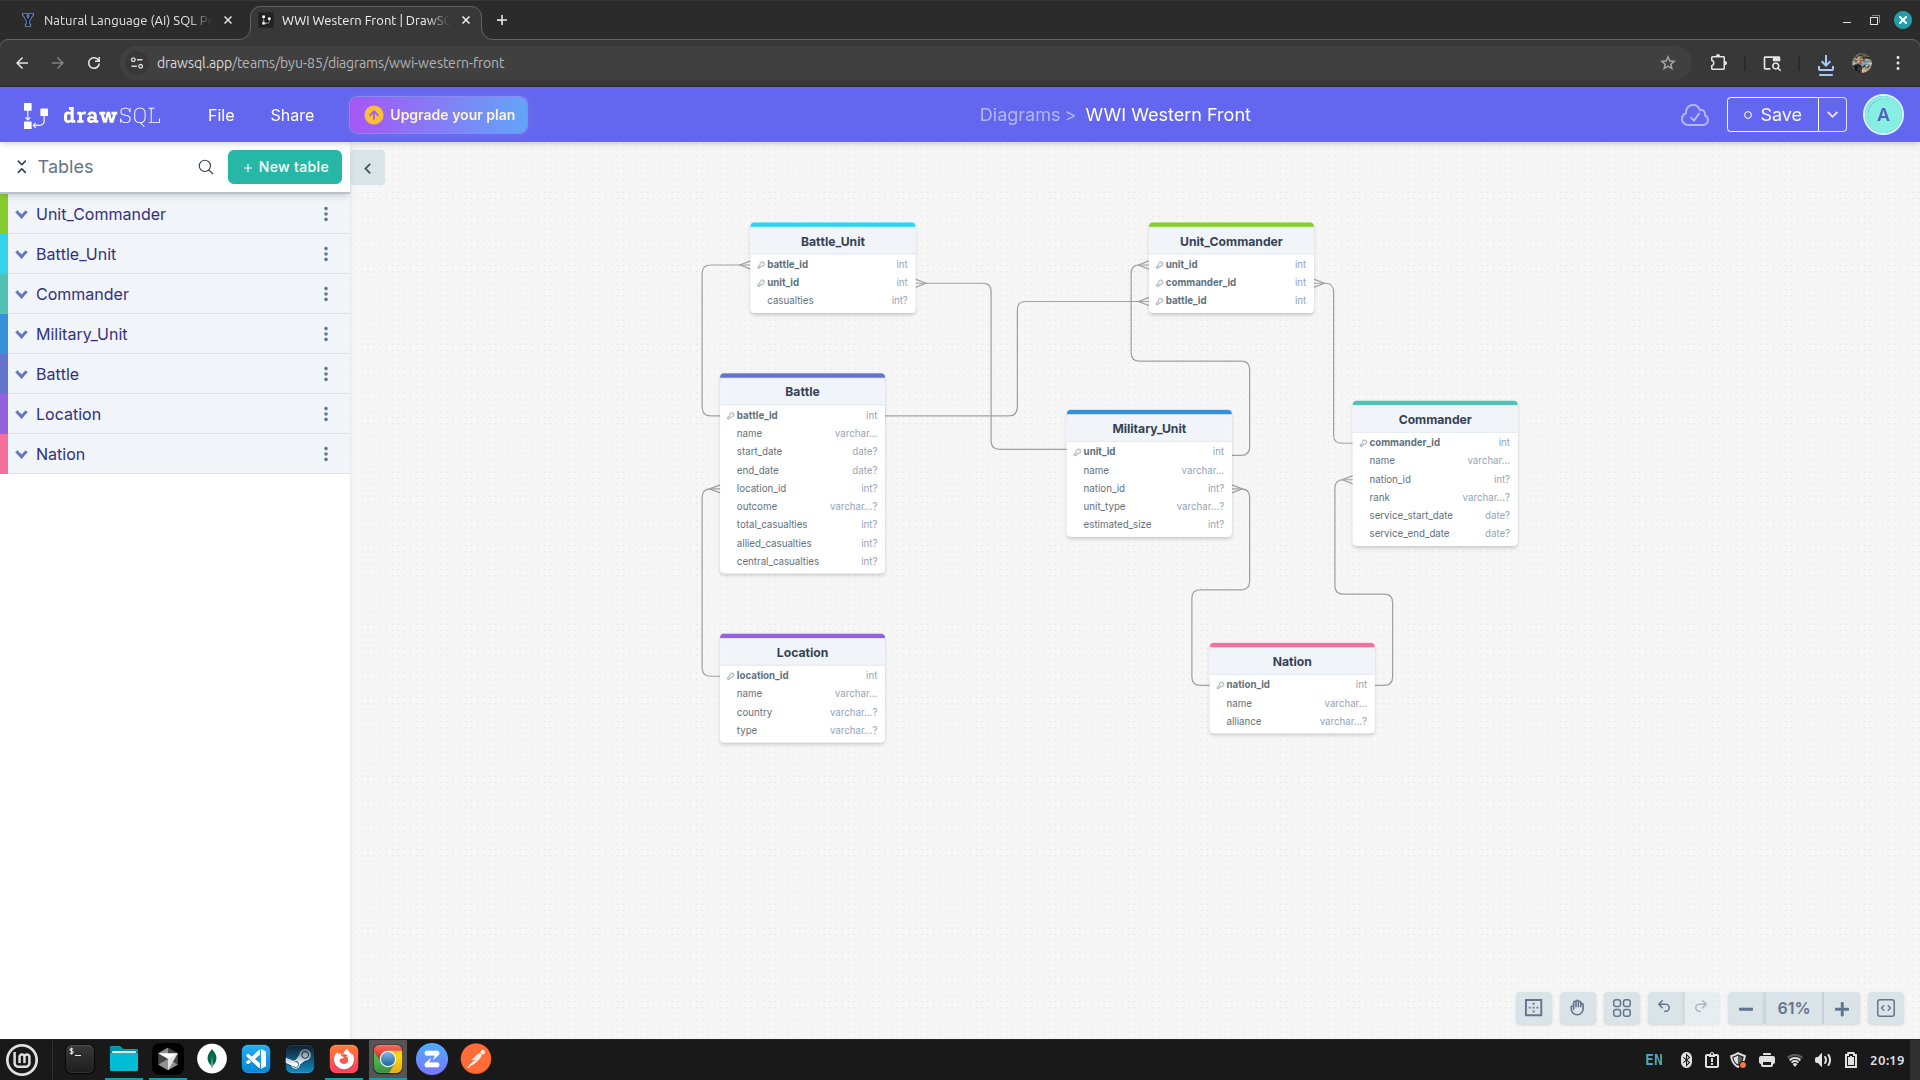 Natural Language (AI) SQL P
WWI Western Front | DrawSQ
drawsql.app/teams/byu-85/diagrams/wwi-western-front
drawSQL
File
Share
Upgrade your plan
Diagrams > WWI Western Front
Save
A
Tables
+ New table
Unit_Commander
Battle_Unit
Commander
Military_Unit
Battle
Location
Nation
Battle_Unit
battle_id int
unit_id int
casualties int?
Unit_Commander
unit_id int
commander_id int
battle_id int
Battle
battle_id int
name varchar...
start_date date?
end_date date?
location_id int?
outcome varchar...?
total_casualties int?
allied_casualties int?
central_casualties int?
Military_Unit
unit_id int
name varchar...
nation_id int?
unit_type varchar...?
estimated_size int?
Commander
commander_id int
name varchar...
nation_id int?
rank varchar...?
service_start_date date?
service_end_date date?
Location
location_id int
name varchar...
country varchar...?
type varchar...?
Nation
nation_id int
name varchar...
alliance varchar...?
61%
EN
20:19